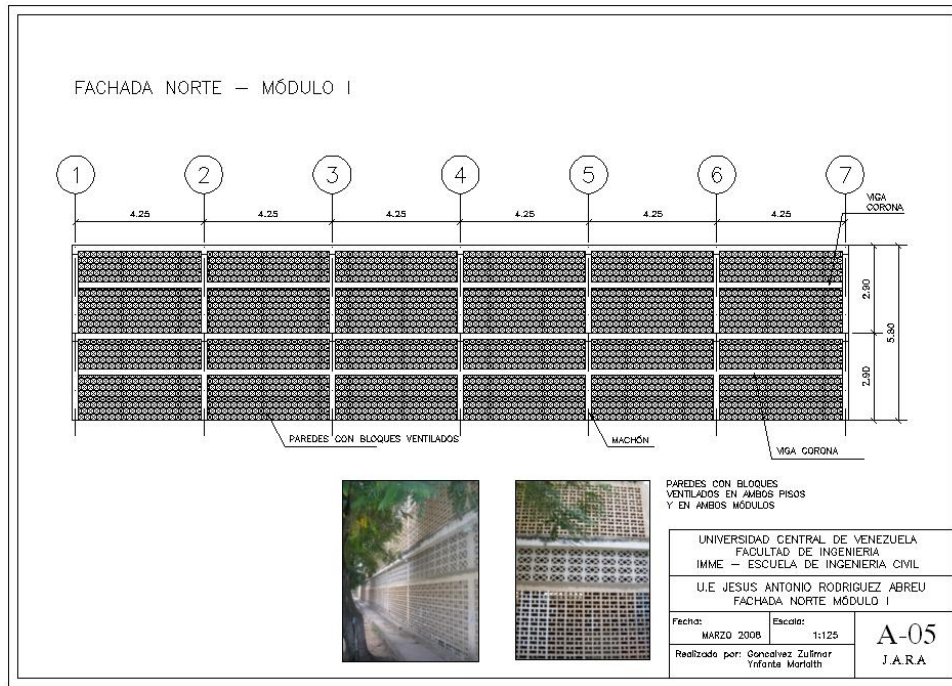 FACHADA NORTE – MÓDULO I
1 2 3 4 5 6 7
4.25 4.25 4.25 4.25 4.25 4.25
VIGA
CORONA
2.90
2.90
PAREDES CON BLOQUES VENTILADOS
MACHÓN
VIGA CORONA
PAREDES CON BLOQUES
VENTILADOS EN AMBOS PISOS
Y EN AMBOS MÓDULOS
UNIVERSIDAD CENTRAL DE VENEZUELA
FACULTAD DE INGENIERIA
IMME – ESCUELA DE INGENIERIA CIVIL
U.E JESUS ANTONIO RODRIGUEZ ABREU
FACHADA NORTE MÓDULO I
Fecha:
MARZO 2008
Escala:
1:125
Realizado por: Goncalvez Zulimar
Ynfante Marialth
A-05
J.A.R.A